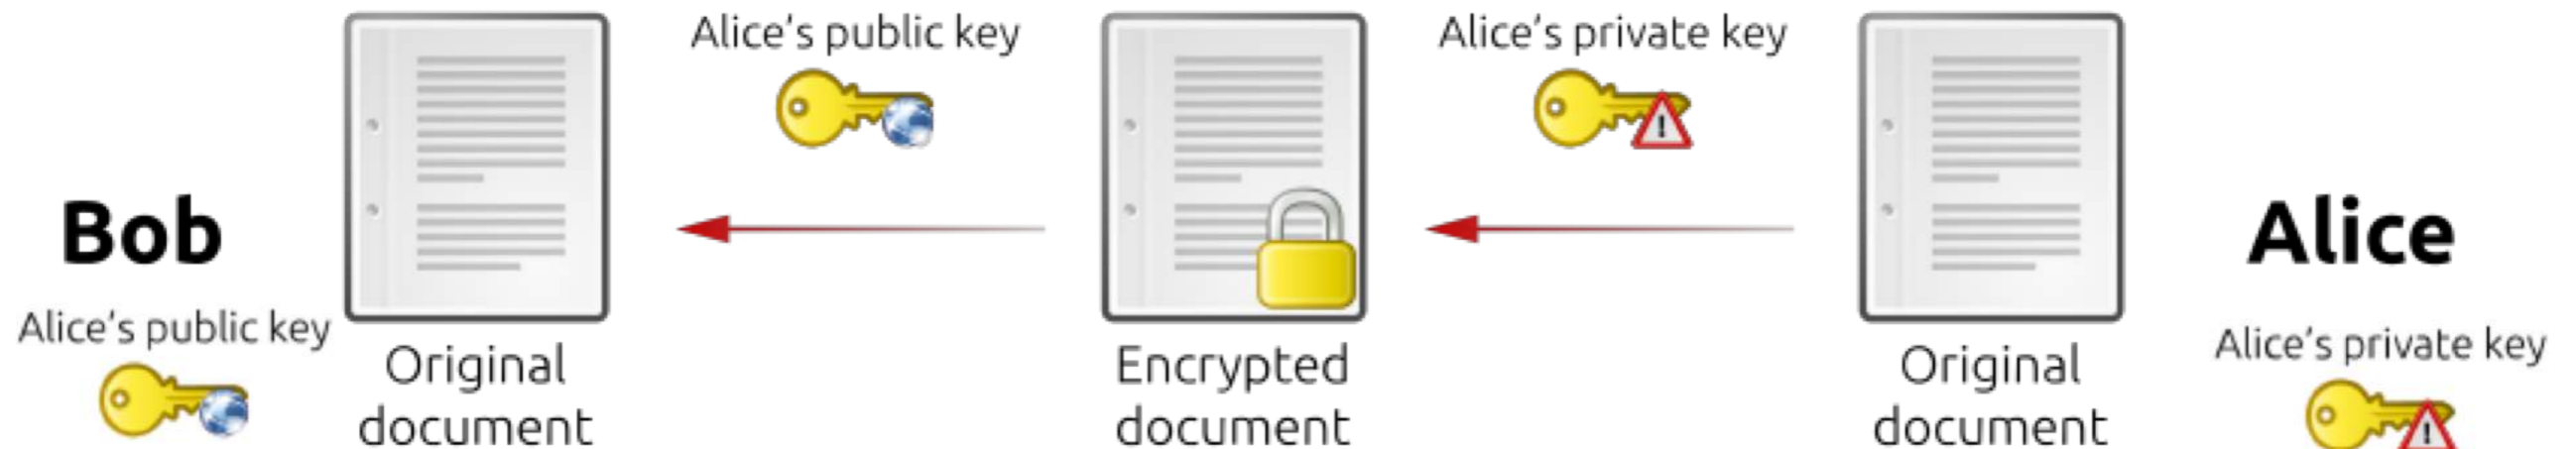 Alice's public key
Alice's private key
Bob
Alice
Alice's public key
Original
document
Encrypted
document
Original
document
Alice's private key